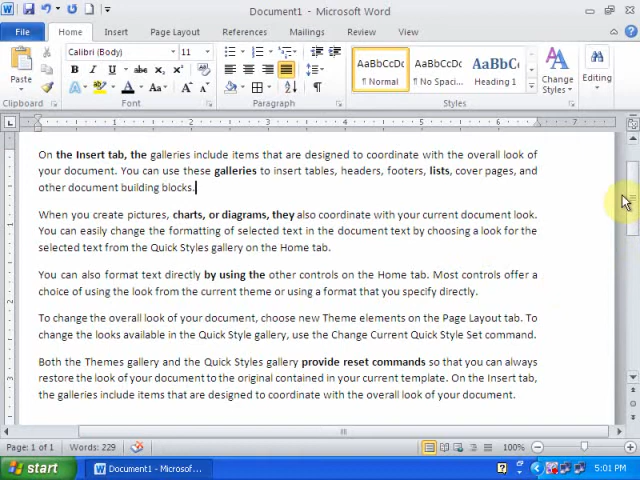 Document1 - Microsoft Word
File Home Insert Page Layout References Mailings Review View
Paste
Clipboard
Calibri (Body) 11
B I U abc x₂ x² A
A A Aa A A
Font
Paragraph
AaBbCcDc AaBbCcDc AaBbC
¶ Normal ¶ No Spaci... Heading 1
Styles
Change Styles
Editing
On the Insert tab, the galleries include items that are designed to coordinate with the overall look of
your document. You can use these galleries to insert tables, headers, footers, lists, cover pages, and
other document building blocks.
When you create pictures, charts, or diagrams, they also coordinate with your current document look.
You can easily change the formatting of selected text in the document text by choosing a look for the
selected text from the Quick Styles gallery on the Home tab.
You can also format text directly by using the other controls on the Home tab. Most controls offer a
choice of using the look from the current theme or using a format that you specify directly.
To change the overall look of your document, choose new Theme elements on the Page Layout tab. To
change the looks available in the Quick Style gallery, use the Change Current Quick Style Set command.
Both the Themes gallery and the Quick Styles gallery provide reset commands so that you can always
restore the look of your document to the original contained in your current template. On the Insert tab,
the galleries include items that are designed to coordinate with the overall look of your document.
Page: 1 of 1 Words: 229 100%
start Document1 - Microsof... 5:01 PM